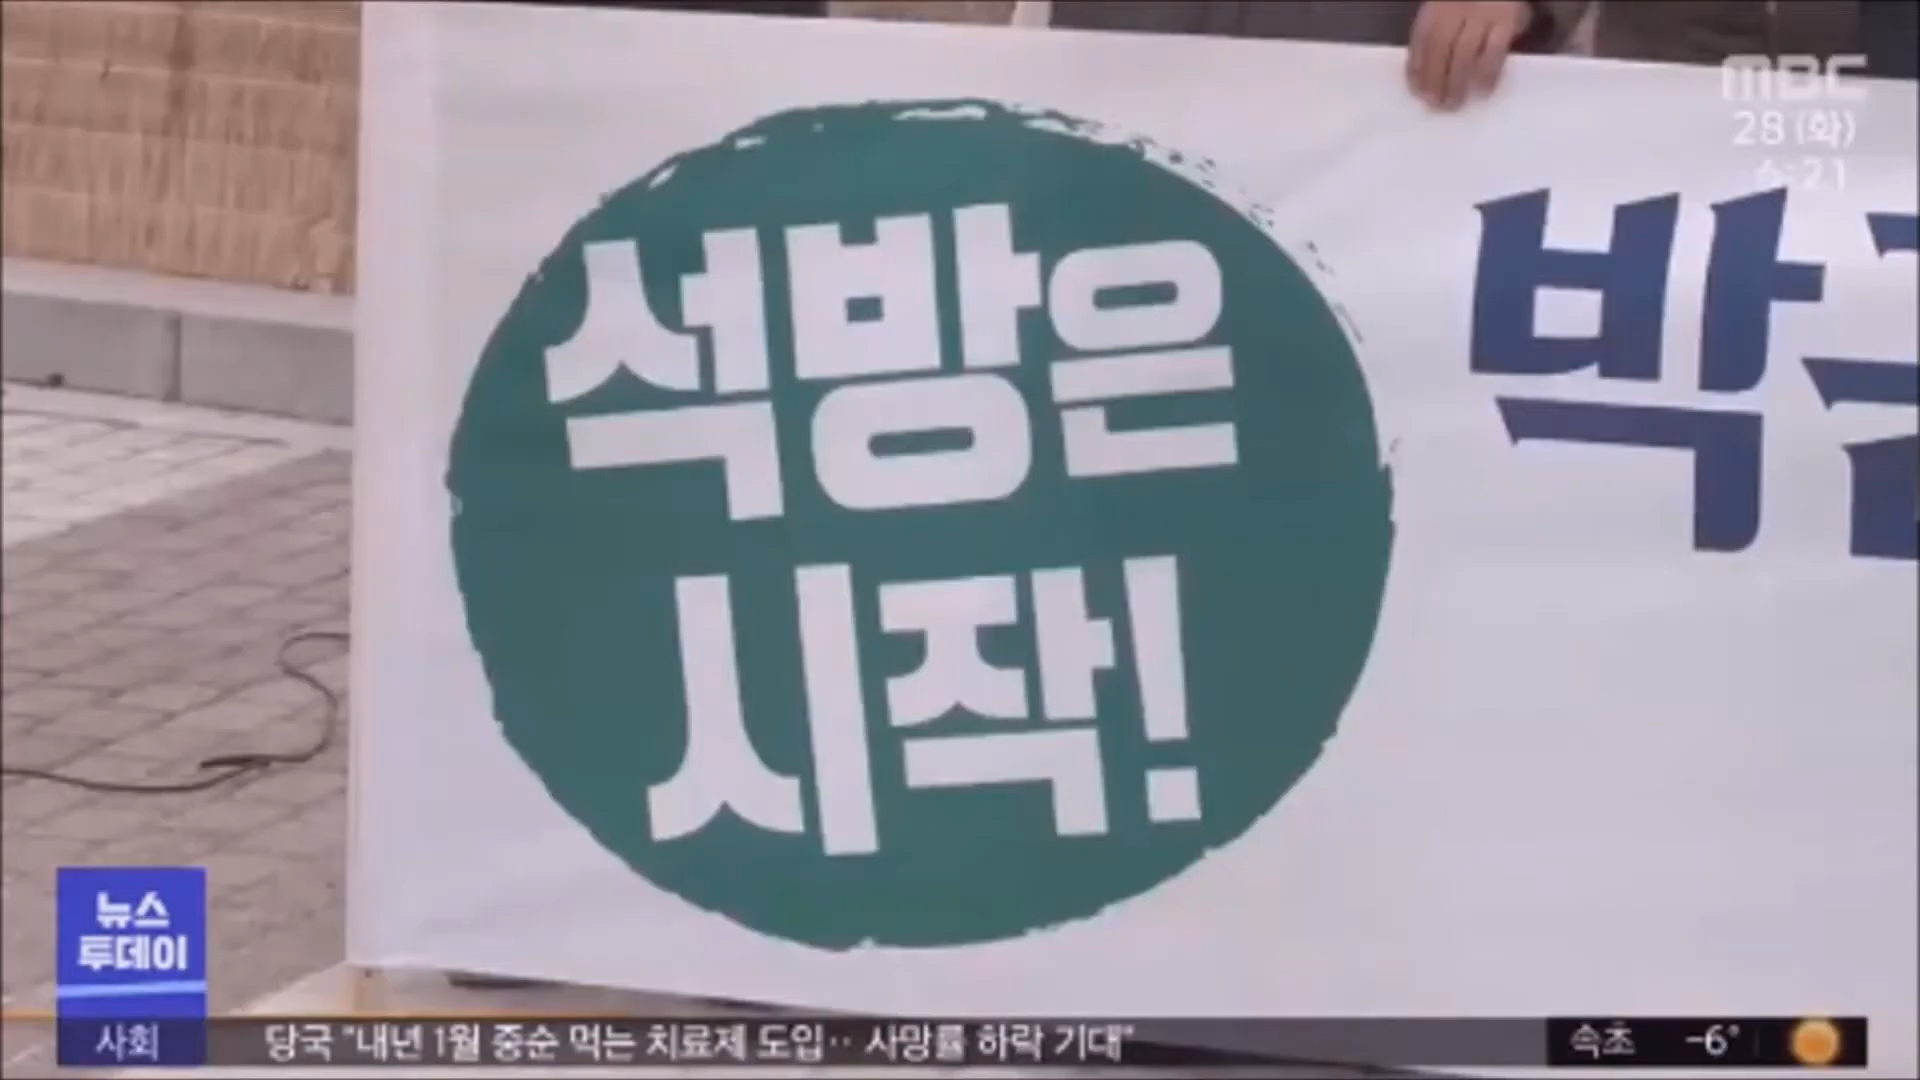 MBC
28 (화)
6:21
석방은
시작!
박
뉴스
투데이
사회
당국 "내년 1월 중순 먹는 치료제 도입‥ 사망률 하락 기대"
속초 -6°